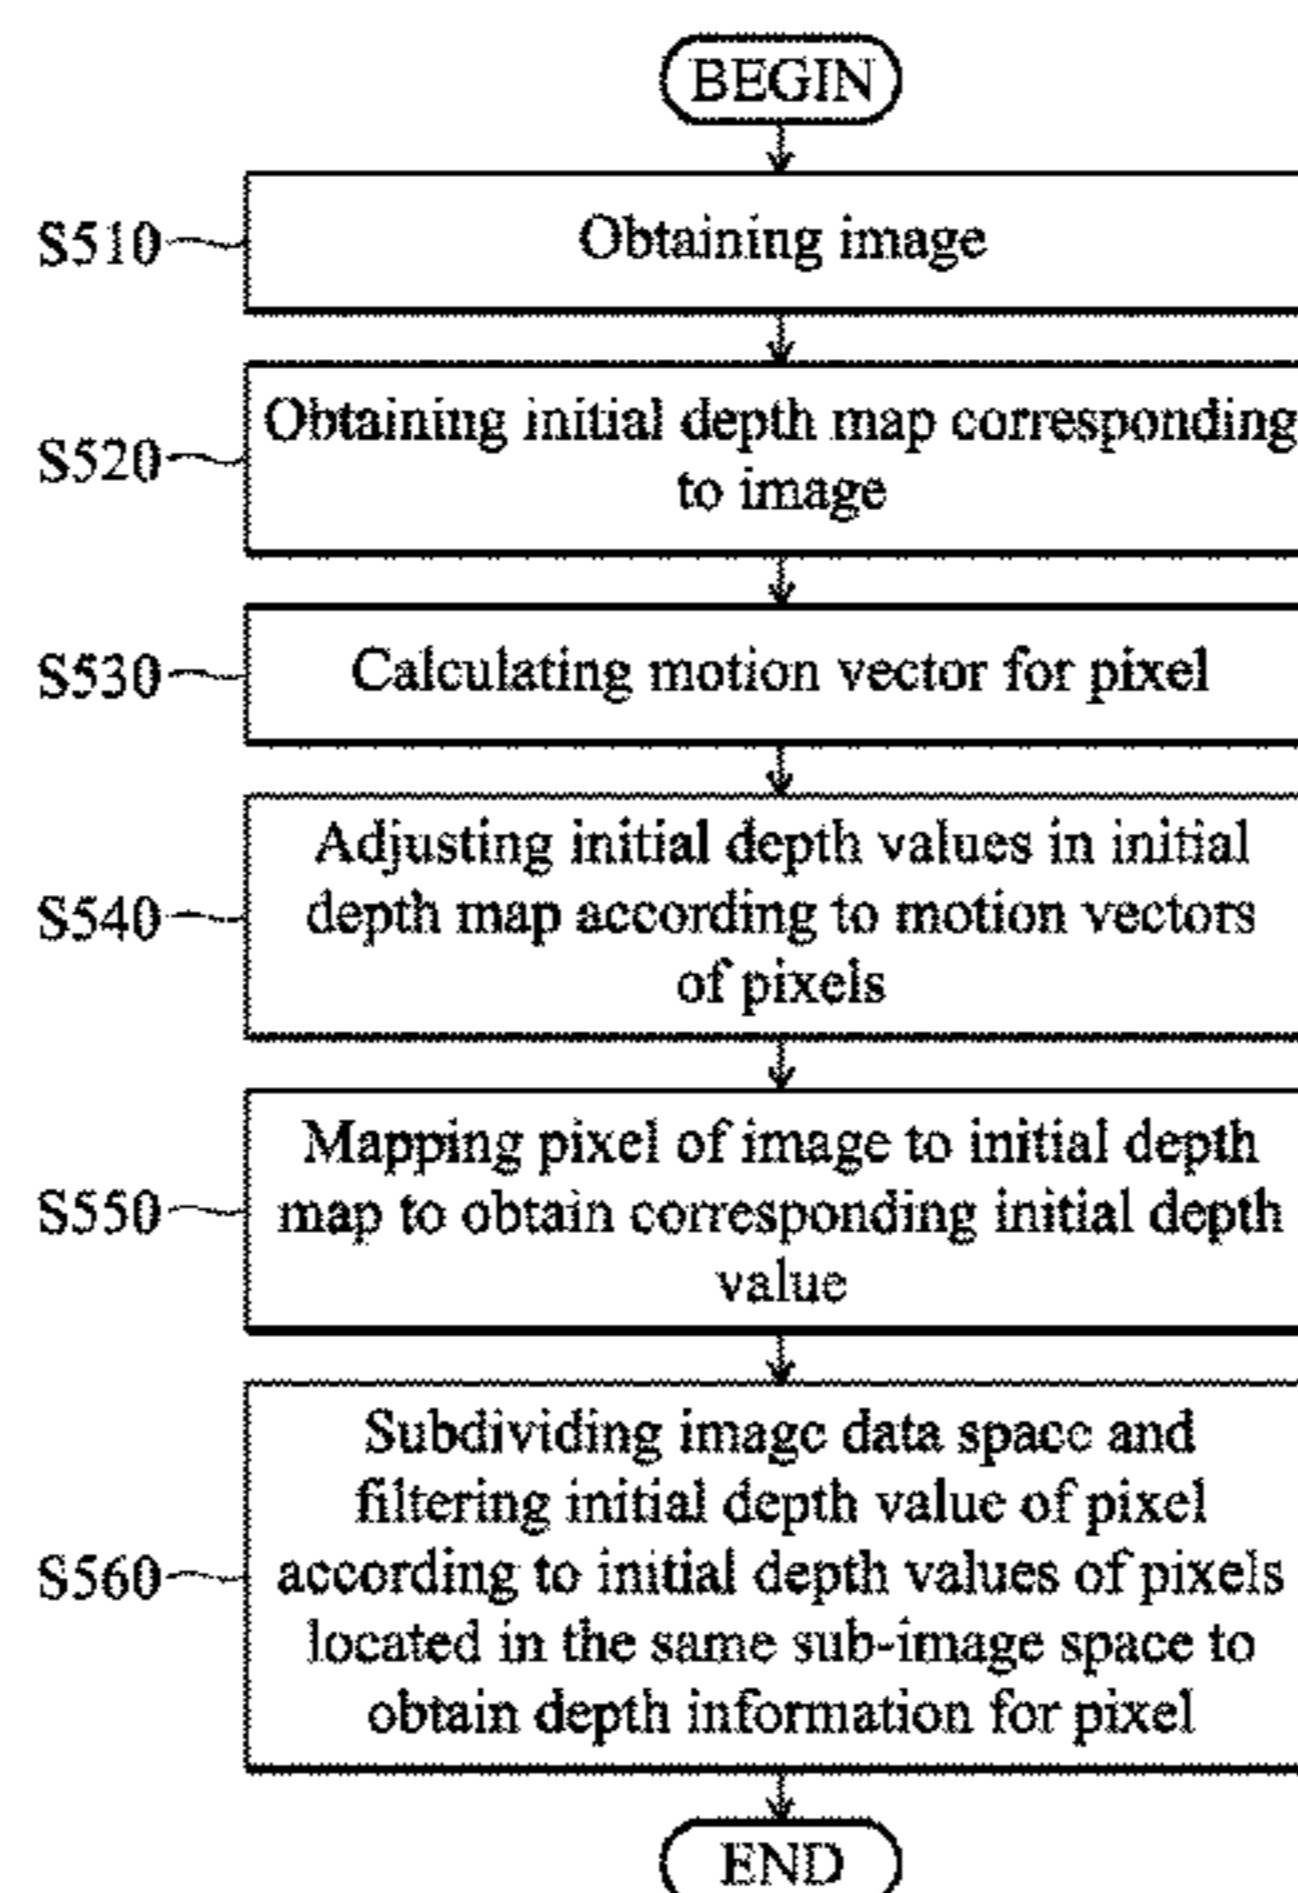 BEGIN
S510
Obtaining image
S520
Obtaining initial depth map corresponding
to image
S530
Calculating motion vector for pixel
S540
Adjusting initial depth values in initial
depth map according to motion vectors
of pixels
S550
Mapping pixel of image to initial depth
map to obtain corresponding initial depth
value
S560
Subdividing image data space and
filtering initial depth value of pixel
according to initial depth values of pixels
located in the same sub-image space to
obtain depth information for pixel
END